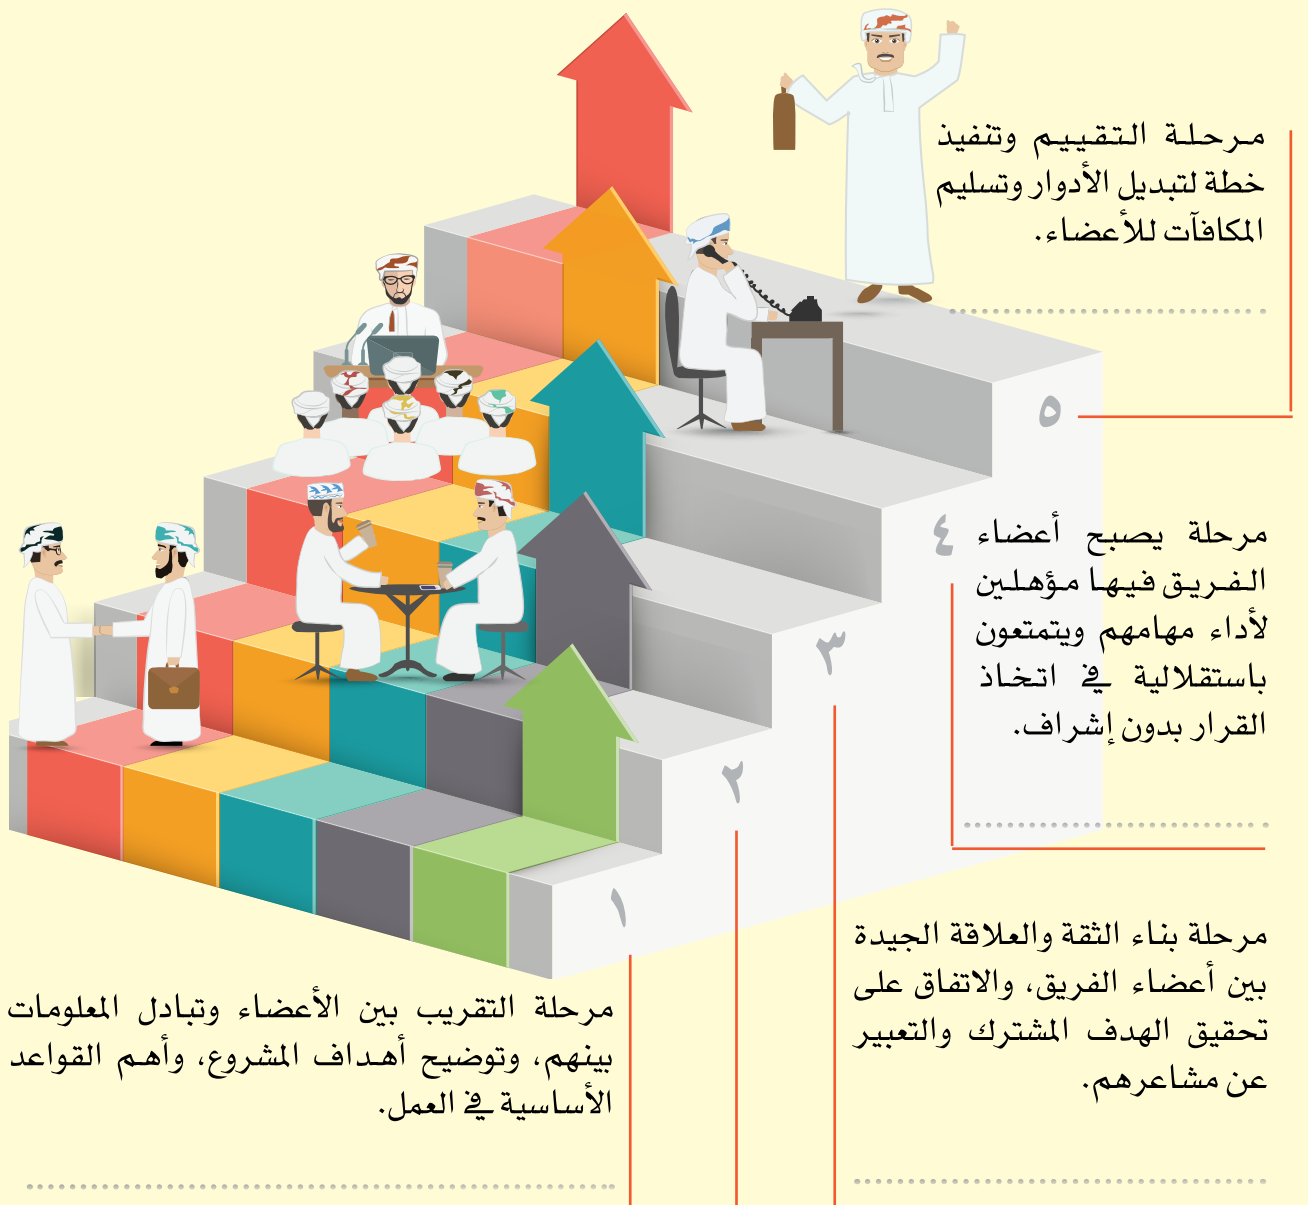 مرحلة التقييم وتنفيذ
خطة لتبديل الأدوار وتسليم
المكافآت للأعضاء.
٥
٤
مرحلة يصبح أعضاء
الفريق فيها مؤهلين
لأداء مهامهم ويتمتعون
باستقلالية في اتخاذ
القرار بدون إشراف.
٣
مرحلة بناء الثقة والعلاقة الجيدة
بين أعضاء الفريق، والاتفاق على
تحقيق الهدف المشترك والتعبير
عن مشاعرهم.
٢
١
مرحلة التقريب بين الأعضاء وتبادل المعلومات
بينهم، وتوضيح أهداف المشروع، وأهم القواعد
الأساسية في العمل.